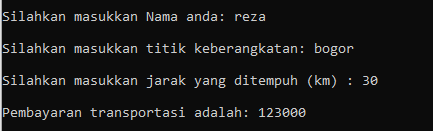 Silahkan masukkan Nama anda: reza
Silahkan masukkan titik keberangkatan: bogor
Silahkan masukkan jarak yang ditempuh (km) : 30
Pembayaran transportasi adalah: 123000